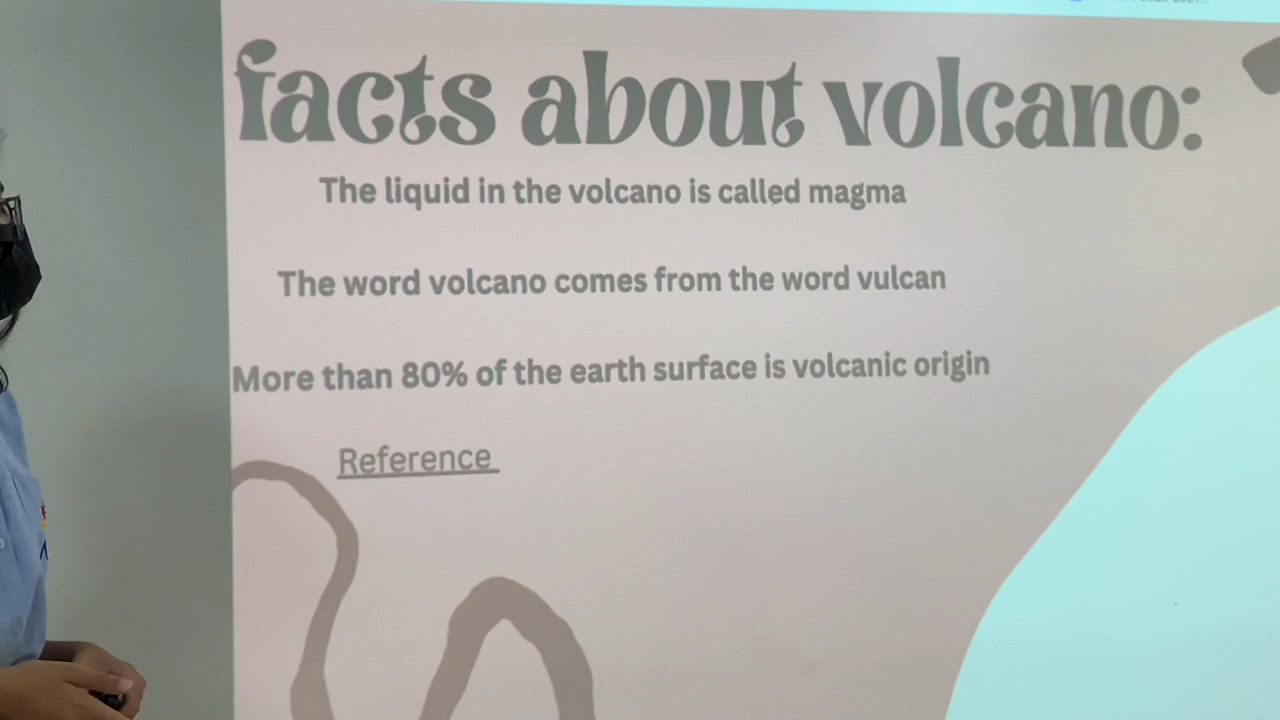 facts about volcano:
The liquid in the volcano is called magma
The word volcano comes from the word vulcan
More than 80% of the earth surface is volcanic origin
Reference